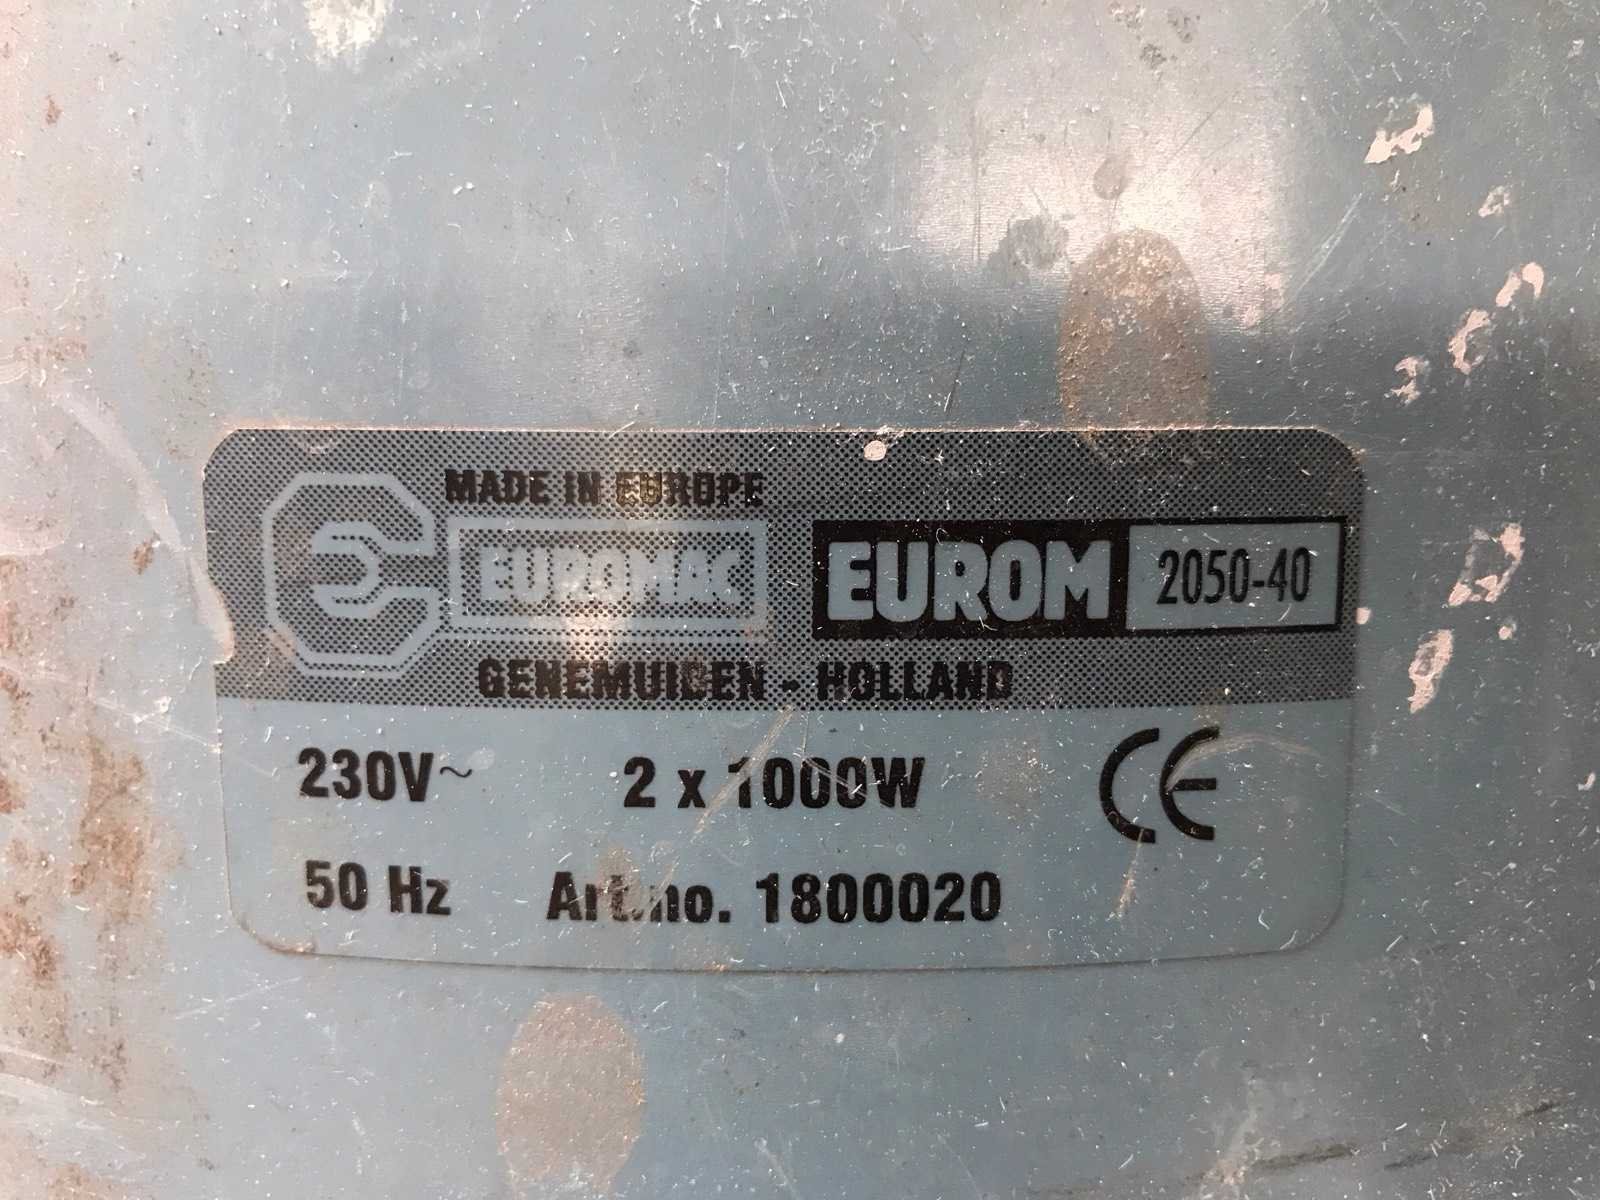 MADE IN EUROPE
EUROMAC
EUROM 2050-40
GENEMUIDEN - HOLLAND
230V~ 2 x 1000W CE
50 Hz Art.no. 1800020